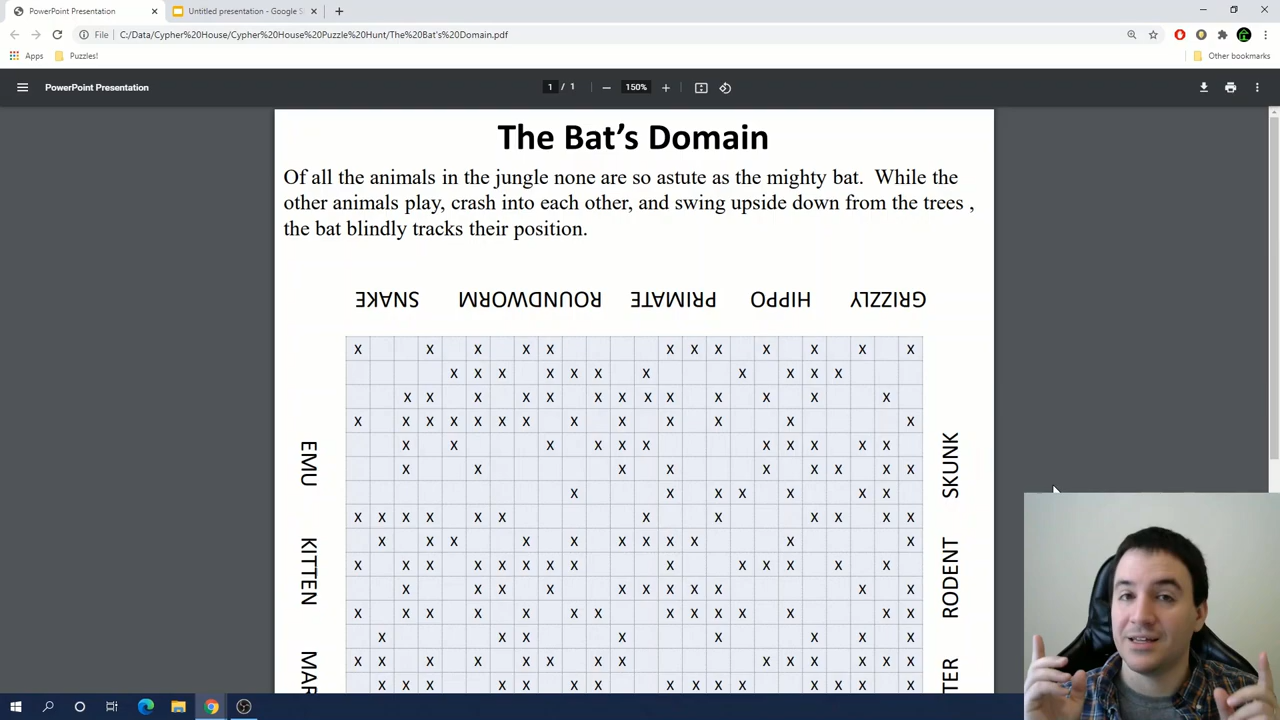 PowerPoint Presentation
Untitled presentation - Google S
File
C:/Data/Cypher%20House/Cypher%20House%20Puzzle%20Hunt/The%20Bat's%20Domain.pdf
Apps
Puzzles!
Other bookmarks
PowerPoint Presentation
1 / 1
150%
The Bat's Domain
Of all the animals in the jungle none are so astute as the mighty bat. While the
other animals play, crash into each other, and swing upside down from the trees ,
the bat blindly tracks their position.
SNAKE ROUNDWORM PRIMATE HIPPO GRIZZLY
X X X X X X X X X X X X
X X X X X X X X X X X
X X X X X X X X X X X X X X
X X X X X X X X X X X X X
X X X X X X X X X X X
X X X X X X X X X
X X X X X X X
X X X X X X X X X X X X
X X X X X X X X X X X
X X X X X X X X X X X X X
X X X X X X X X X X X
X X X X X X X X X X X X X X
X X X X X X X X
X X X X X X X X X X X X X X
X X X X X X X X X X X X X X X
EMU
KITTEN
MAR
SKUNK
RODENT
TER